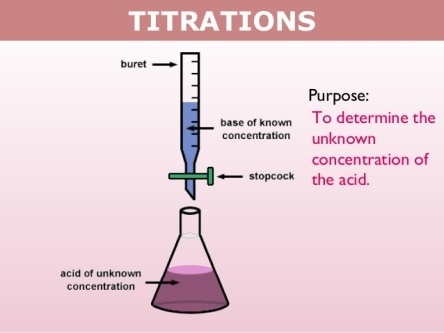 TITRATIONS
buret
base of known
concentration
Purpose:
To determine the
unknown
concentration of
the acid.
stopcock
acid of unknown
concentration